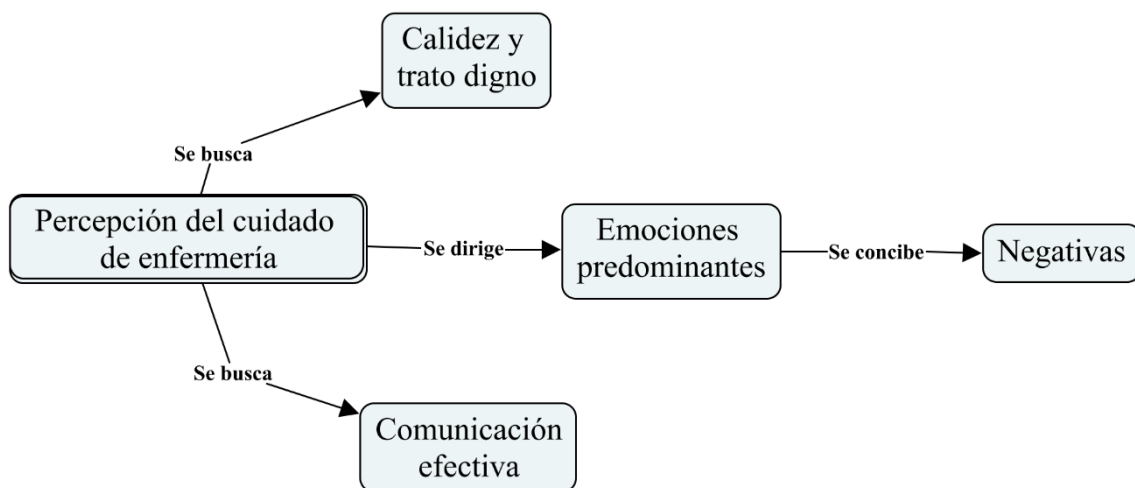 Calidez y
trato digno
Se busca
Percepción del cuidado
de enfermería
Se dirige
Emociones
predominantes
Se concibe
Negativas
Se busca
Comunicación
efectiva